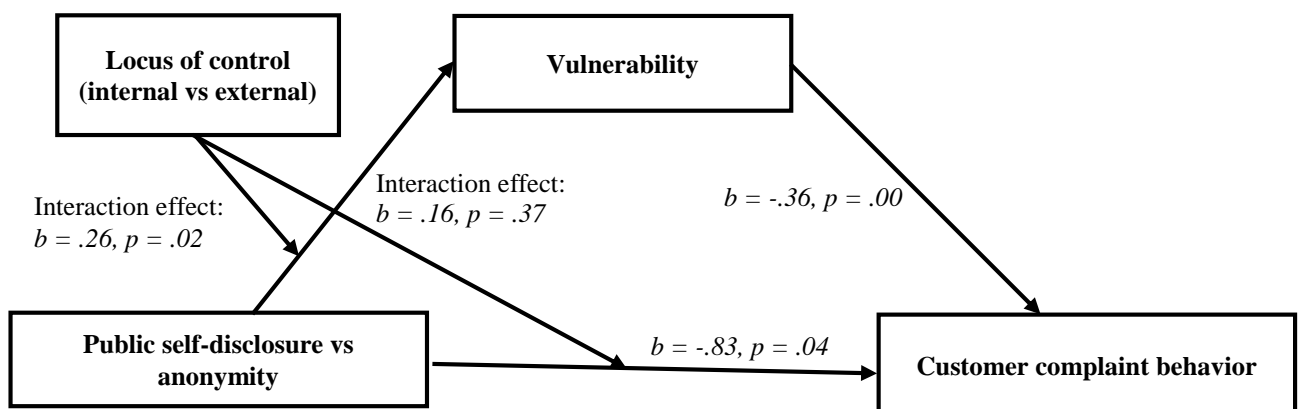 Locus of control
(internal vs external)
Vulnerability
Interaction effect:
b = .26, p = .02
Interaction effect:
b = .16, p = .37
b = -.36, p = .00
Public self-disclosure vs
anonymity
b = -.83, p = .04
Customer complaint behavior